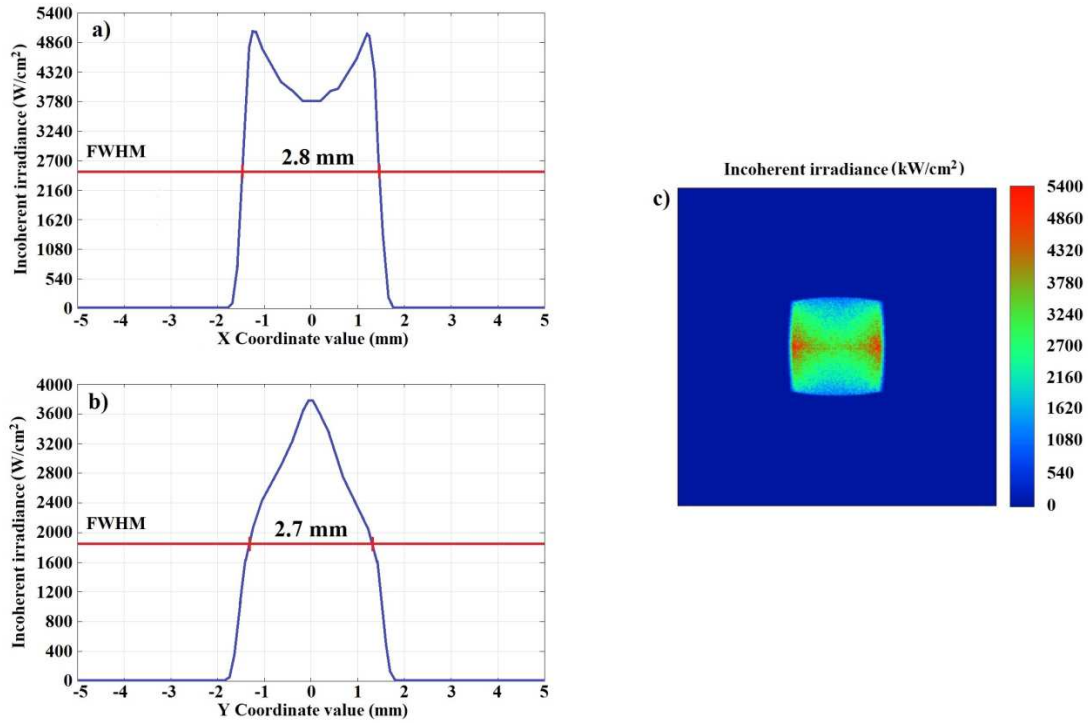 a)
Incoherent irradiance (W/cm²)
5400
4860
4320
3780
3240
2700
2160
1620
1080
540
0
FWHM
2.8 mm
-5 -4 -3 -2 -1 0 1 2 3 4 5
X Coordinate value (mm)
b)
Incoherent irradiance (W/cm²)
4000
3600
3200
2800
2400
2000
1600
1200
800
400
0
FWHM
2.7 mm
-5 -4 -3 -2 -1 0 1 2 3 4 5
Y Coordinate value (mm)
Incoherent irradiance (kW/cm²)
c)
5400
4860
4320
3780
3240
2700
2160
1620
1080
540
0